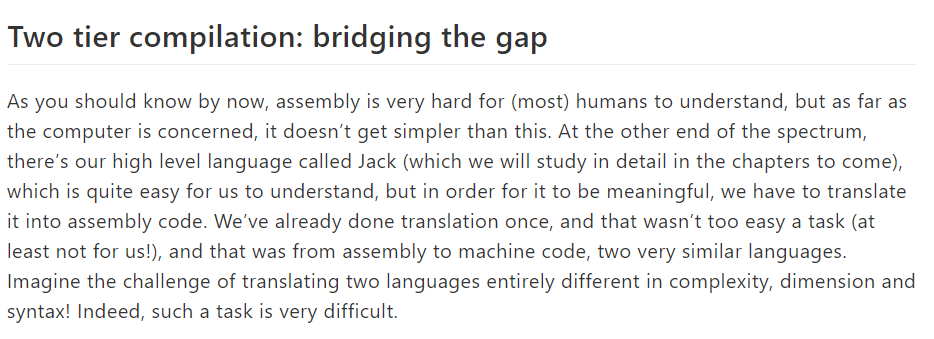 Two tier compilation: bridging the gap
As you should know by now, assembly is very hard for (most) humans to understand, but as far as
the computer is concerned, it doesn’t get simpler than this. At the other end of the spectrum,
there’s our high level language called Jack (which we will study in detail in the chapters to come),
which is quite easy for us to understand, but in order for it to be meaningful, we have to translate
it into assembly code. We’ve already done translation once, and that wasn’t too easy a task (at
least not for us!), and that was from assembly to machine code, two very similar languages.
Imagine the challenge of translating two languages entirely different in complexity, dimension and
syntax! Indeed, such a task is very difficult.